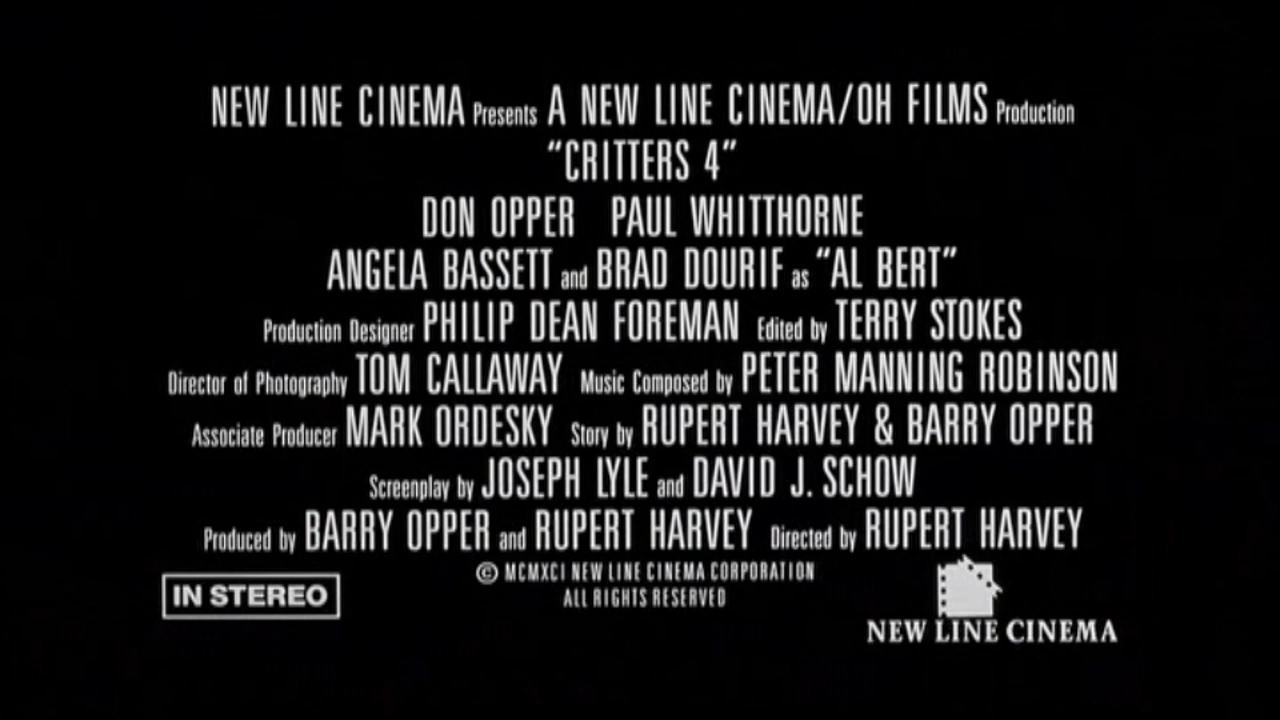 NEW LINE CINEMA Presents A NEW LINE CINEMA/OH FILMS Production
"CRITTERS 4"
DON OPPER PAUL WHITTHORNE
ANGELA BASSETT and BRAD DOURIF as "AL BERT"
Production Designer PHILIP DEAN FOREMAN Edited by TERRY STOKES
Director of Photography TOM CALLAWAY Music Composed by PETER MANNING ROBINSON
Associate Producer MARK ORDESKY Story by RUPERT HARVEY & BARRY OPPER
Screenplay by JOSEPH LYLE and DAVID J. SCHOW
Produced by BARRY OPPER and RUPERT HARVEY Directed by RUPERT HARVEY
© MCMXCI NEW LINE CINEMA CORPORATION
ALL RIGHTS RESERVED
IN STEREO
NEW LINE CINEMA